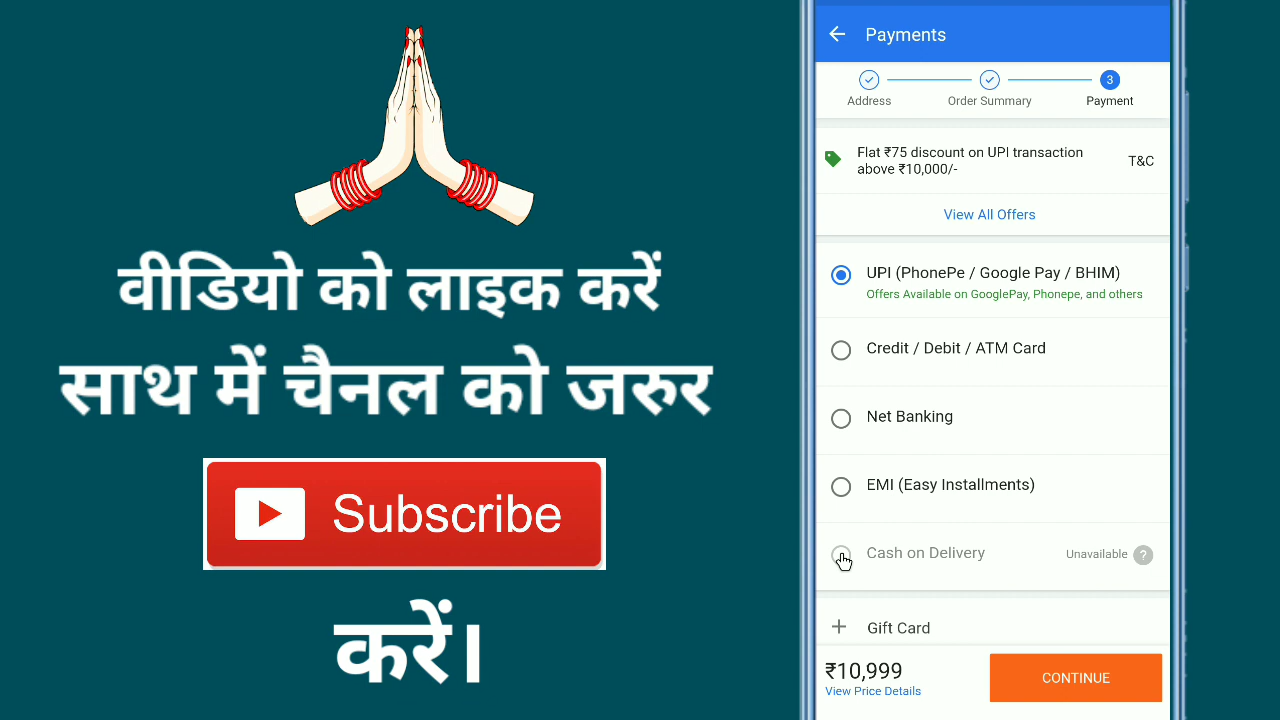 वीडियो को लाइक करें
साथ में चैनल को जरुर
Subscribe
करें।
Payments
3
Address
Order Summary
Payment
Flat ₹75 discount on UPI transaction
above ₹10,000/-
T&C
View All Offers
UPI (PhonePe / Google Pay / BHIM)
Offers Available on GooglePay, Phonepe, and others
Credit / Debit / ATM Card
Net Banking
EMI (Easy Installments)
Cash on Delivery
Unavailable ?
Gift Card
₹10,999
View Price Details
CONTINUE